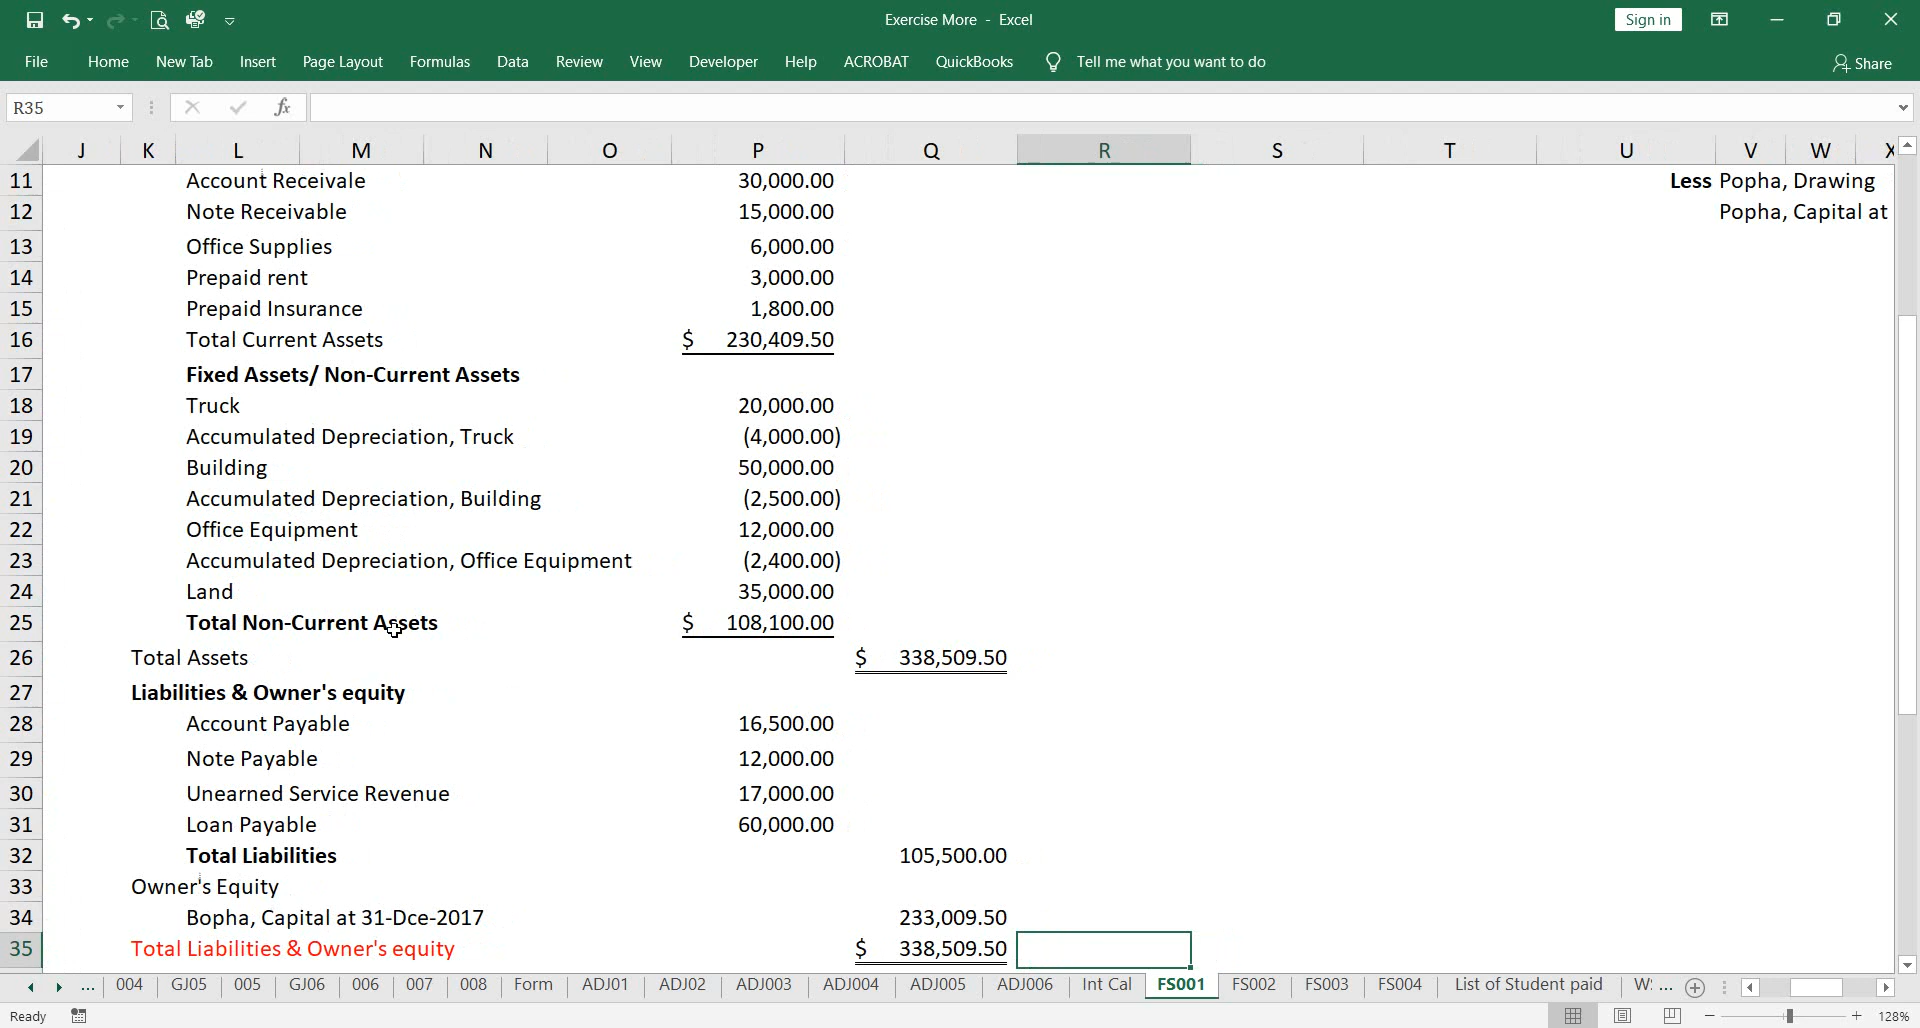 Exercise More - Excel
Sign in
File Home New Tab Insert Page Layout Formulas Data Review View Developer Help ACROBAT QuickBooks Tell me what you want to do Share
R35 fx
J K L M N O P Q R S T U V W X
11 Account Receivale 30,000.00 Less Popha, Drawing
12 Note Receivable 15,000.00 Popha, Capital at
13 Office Supplies 6,000.00
14 Prepaid rent 3,000.00
15 Prepaid Insurance 1,800.00
16 Total Current Assets $ 230,409.50
17 Fixed Assets/ Non-Current Assets
18 Truck 20,000.00
19 Accumulated Depreciation, Truck (4,000.00)
20 Building 50,000.00
21 Accumulated Depreciation, Building (2,500.00)
22 Office Equipment 12,000.00
23 Accumulated Depreciation, Office Equipment (2,400.00)
24 Land 35,000.00
25 Total Non-Current Assets $ 108,100.00
26 Total Assets $ 338,509.50
27 Liabilities & Owner's equity
28 Account Payable 16,500.00
29 Note Payable 12,000.00
30 Unearned Service Revenue 17,000.00
31 Loan Payable 60,000.00
32 Total Liabilities 105,500.00
33 Owner's Equity
34 Bopha, Capital at 31-Dce-2017 233,009.50
35 Total Liabilities & Owner's equity $ 338,509.50
... 004 GJ05 005 GJ06 006 007 008 Form ADJ01 ADJ02 ADJ003 ADJ004 ADJ005 ADJ006 Int Cal FS001 FS002 FS003 FS004 List of Student paid W: ...
Ready 128%